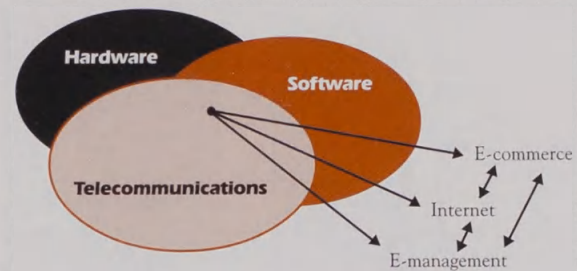 Hardware
Software
Telecommunications
E-commerce
Internet
E-management